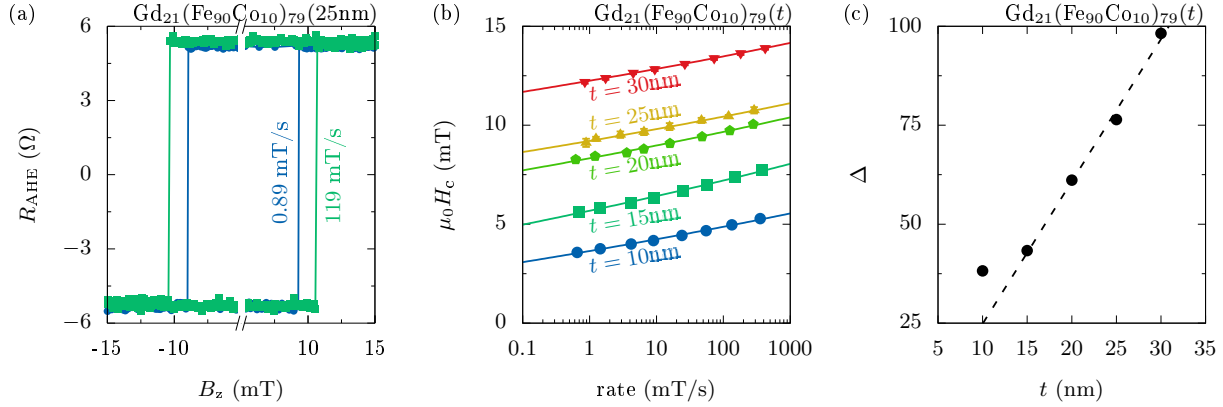 (a)
Gd21(Fe90Co10)79(25nm)
6
3
0
−3
−6
RAHE (Ω)
0.89 mT/s
119 mT/s
-15
-10
10
15
Bz (mT)
(b)
Gd21(Fe90Co10)79(t)
15
10
5
0
μ0Hc (mT)
t = 30nm
t = 25nm
t = 20nm
t = 15nm
t = 10nm
0.1
1
10
100
1000
rate (mT/s)
(c)
Gd21(Fe90Co10)79(t)
100
75
50
25
Δ
5
10
15
20
25
30
35
t (nm)